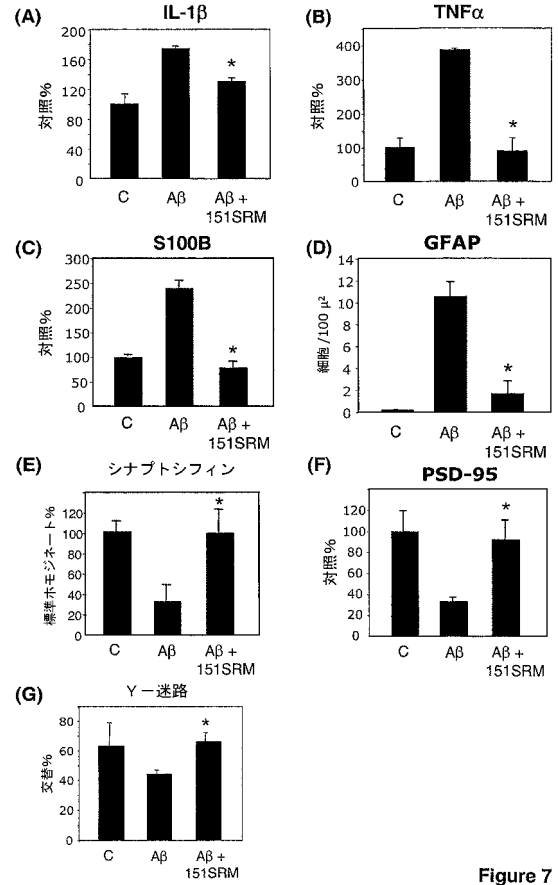 (A) IL-1β
対照%
200
160
120
80
40
0
*
C Aβ Aβ +
151SRM
(B) TNFα
対照%
400
300
200
100
0
*
C Aβ Aβ +
151SRM
(C) S100B
対照%
300
250
200
150
100
50
0
*
C Aβ Aβ +
151SRM
(D) GFAP
細胞/100 μ²
14
12
10
8
6
4
2
0
*
C Aβ Aβ +
151SRM
(E) シナプトシフィン
標準ホモジネート%
120
100
80
60
40
20
0
*
C Aβ Aβ +
151SRM
(F) PSD-95
対照%
120
100
80
60
40
20
0
*
C Aβ Aβ +
151SRM
(G) Y－迷路
交替%
80
60
40
20
0
*
C Aβ Aβ +
151SRM
Figure 7